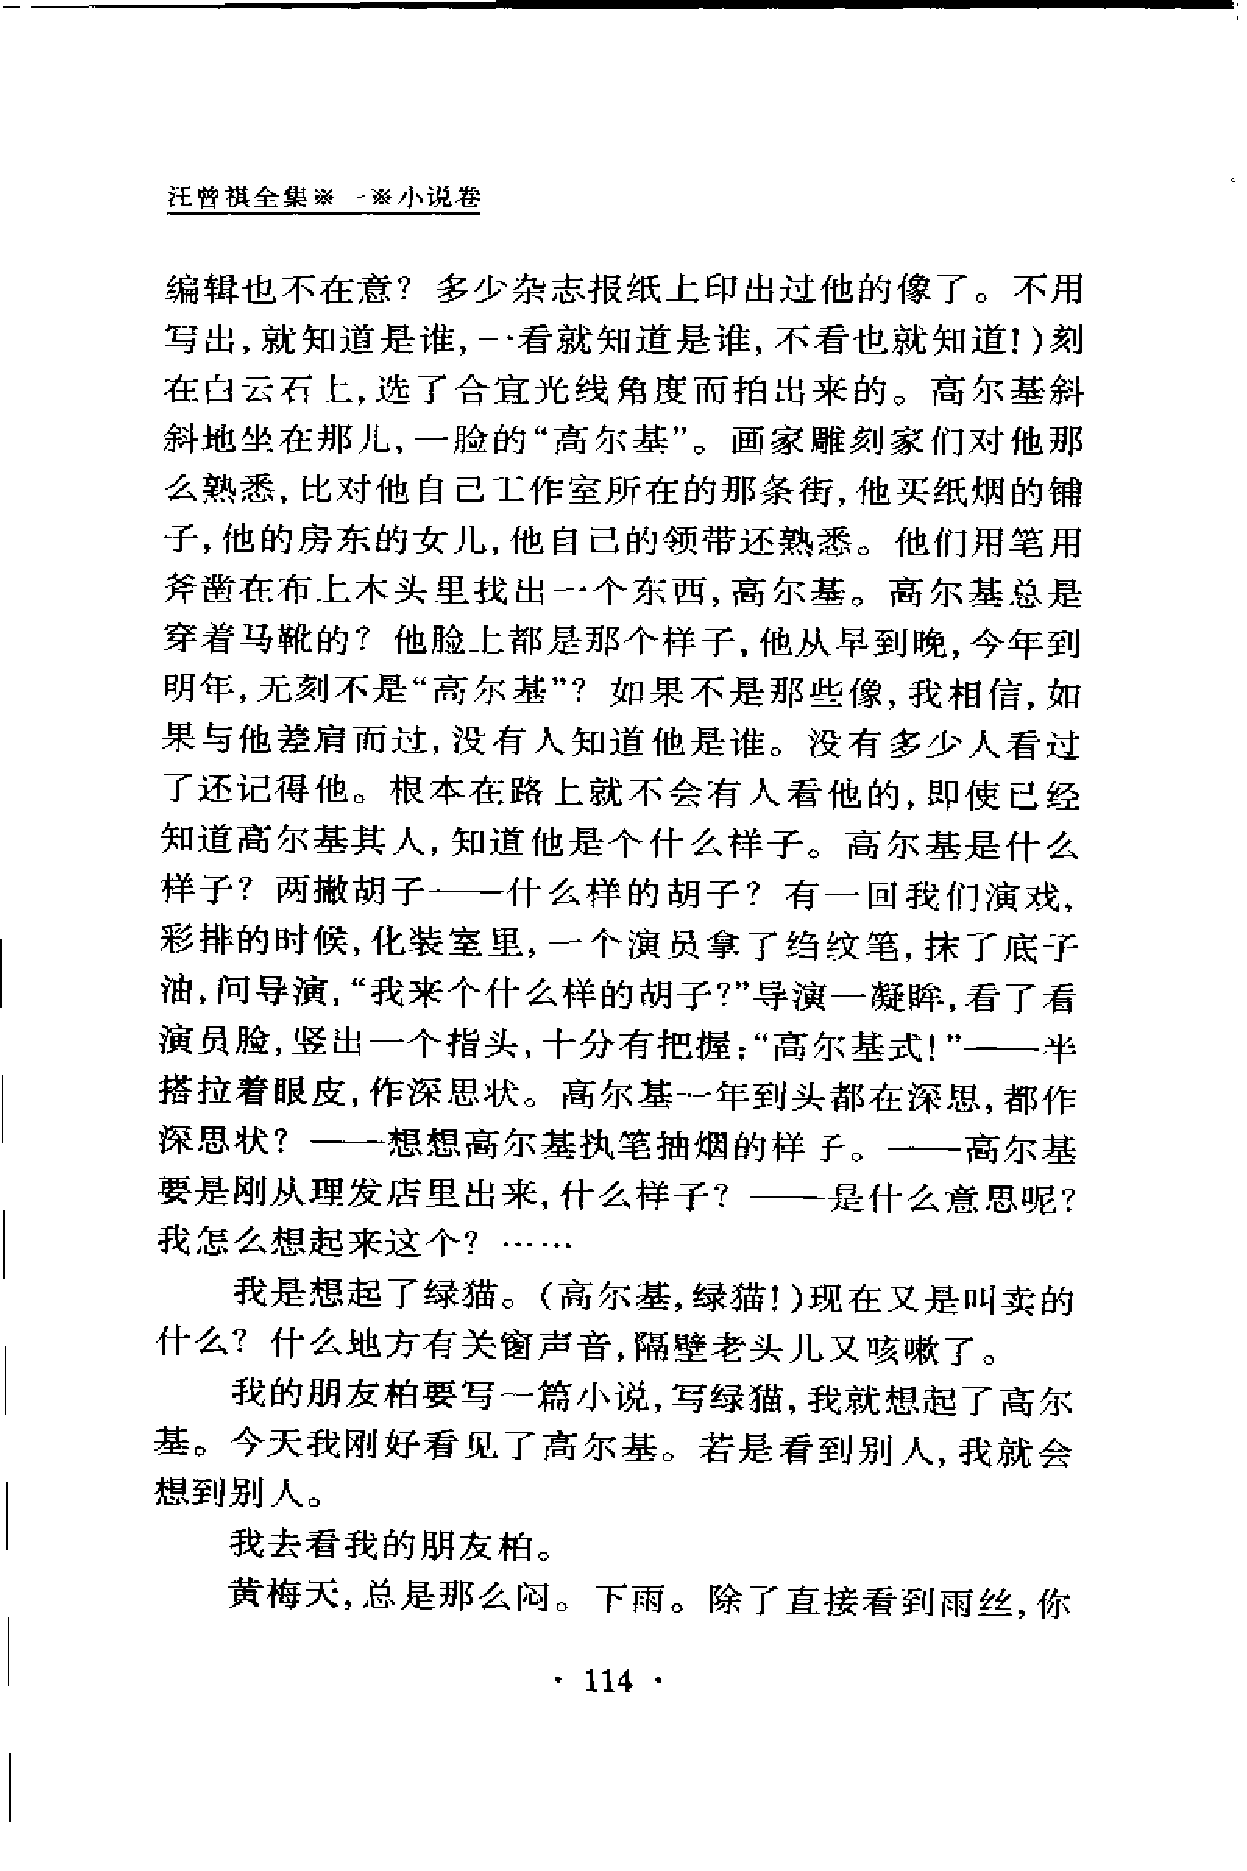 汪曾祺全集※一※小说卷
编辑也不在意？多少杂志报纸上印出过他的像了。不用
写出，就知道是谁，一看就知道是谁，不看也就知道！）刻
在白云石上，选了合宜光线角度而拍出来的。高尔基斜
斜地坐在那儿，一脸的“高尔基”。画家雕刻家们对他那
么熟悉，比对他自己工作室所在的那条街，他买纸烟的铺
子，他的房东的女儿，他自己的领带还熟悉。他们用笔用
斧凿在布上木头里找出一个东西，高尔基。高尔基总是
穿着马靴的？他脸上都是那个样子，他从早到晚，今年到
明年，无刻不是“高尔基”？如果不是那些像，我相信，如
果与他差肩而过，没有人知道他是谁。没有多少人看过
了还记得他。根本在路上就不会有人看他的，即使已经
知道高尔基其人，知道他是个什么样子。高尔基是什么
样子？两撇胡子——什么样的胡子？有一回我们演戏，
彩排的时候，化装室里，一个演员拿了绉纹笔，抹了底子
油，问导演，“我来个什么样的胡子？”导演一凝眸，看了看
演员脸，竖出一个指头，十分有把握：“高尔基式！”——半
搭拉着眼皮，作深思状。高尔基一年到头都在深思，都作
深思状？——想想高尔基执笔抽烟的样子。——高尔基
要是刚从理发店里出来，什么样子？——是什么意思呢？
我怎么想起来这个？……
我是想起了绿猫。（高尔基，绿猫！）现在又是叫卖的
什么？什么地方有关窗声音，隔壁老头儿又咳嗽了。
我的朋友柏要写一篇小说，写绿猫，我就想起了高尔
基。今天我刚好看见了高尔基。若是看到别人，我就会
想到别人。
我去看我的朋友柏。
黄梅天，总是那么闷。下雨。除了直接看到雨丝，你
· 114 ·